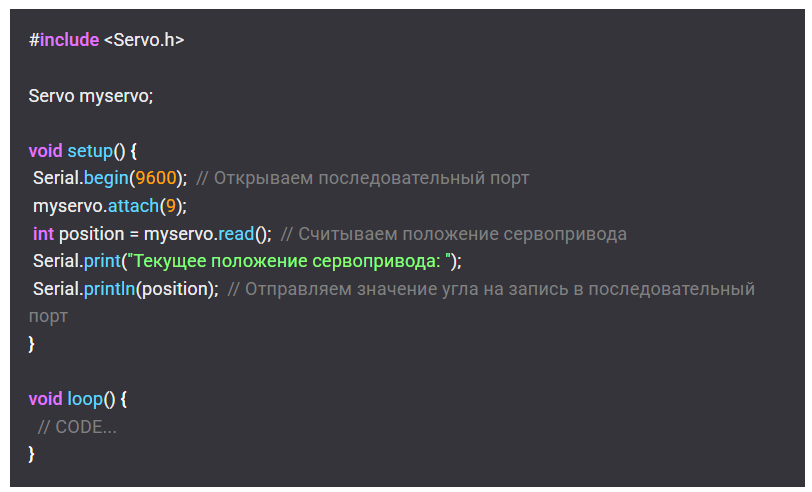 #include <Servo.h>
Servo myservo;
void setup() {
Serial.begin(9600);  // Открываем последовательный порт
myservo.attach(9);
int position = myservo.read();  // Считываем положение сервопривода
Serial.print("Текущее положение сервопривода: ");
Serial.println(position);  // Отправляем значение угла на запись в последовательный
порт
}
void loop() {
// CODE...
}